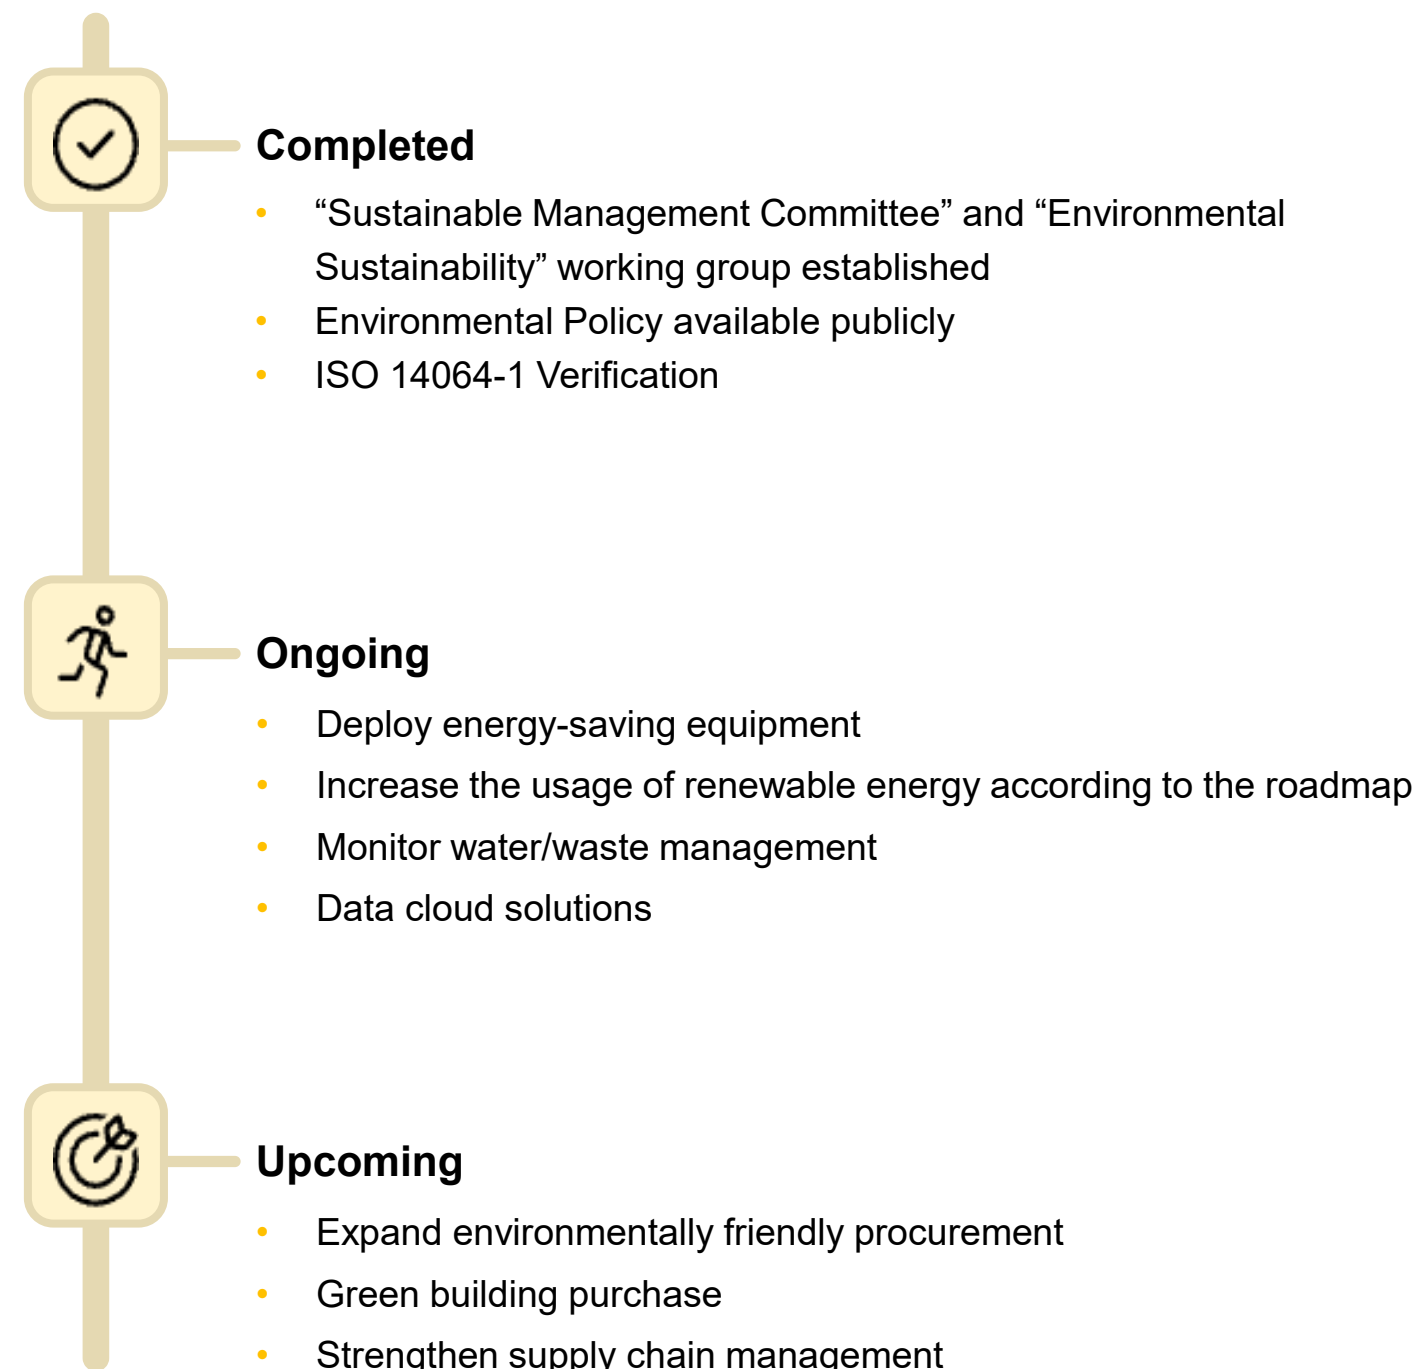 Completed
• “Sustainable Management Committee” and “Environmental
Sustainability” working group established
• Environmental Policy available publicly
• ISO 14064-1 Verification
Ongoing
• Deploy energy-saving equipment
• Increase the usage of renewable energy according to the roadmap
• Monitor water/waste management
• Data cloud solutions
Upcoming
• Expand environmentally friendly procurement
• Green building purchase
• Strengthen supply chain management